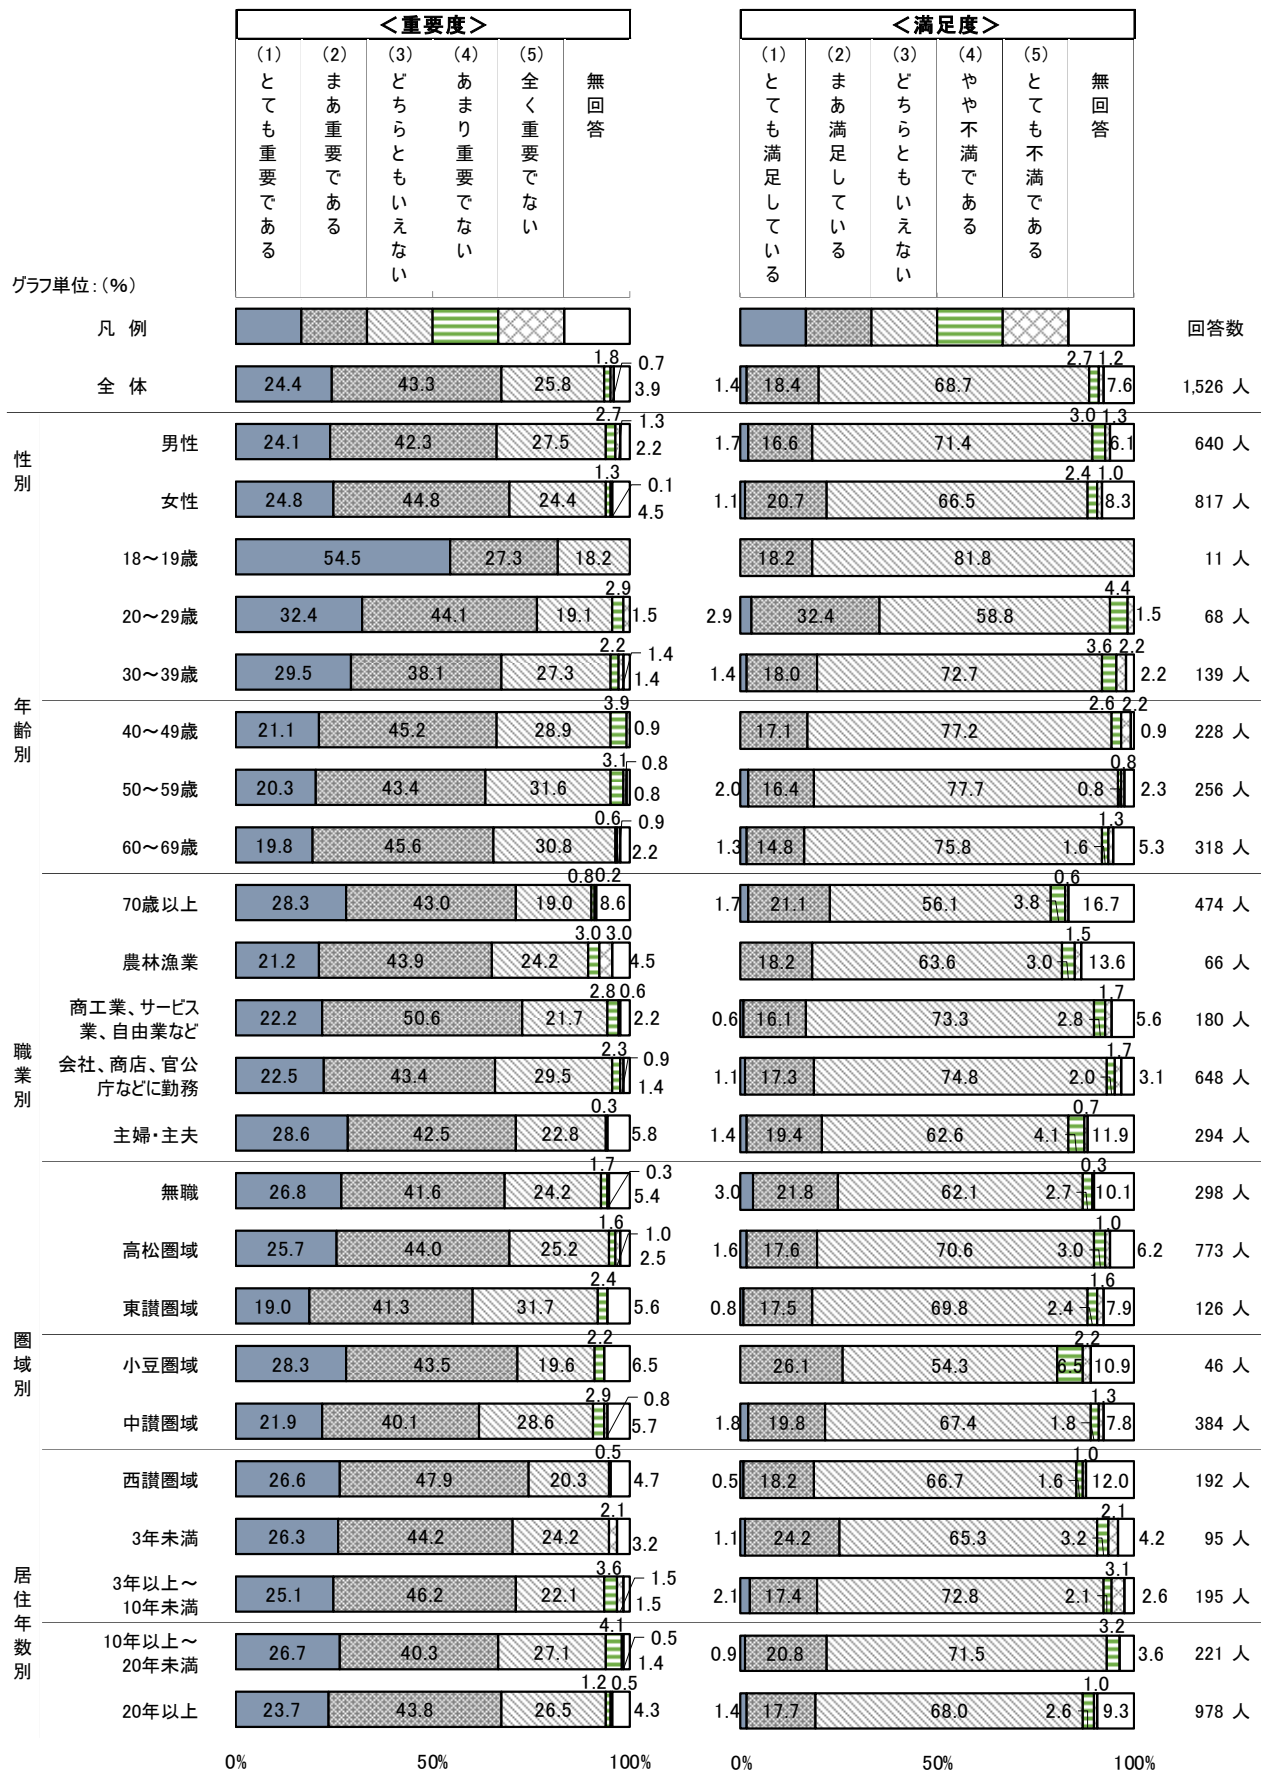 ＜重要度＞ ＜満足度＞
(1)とても重要である (2)まあ重要である (3)どちらともいえない (4)あまり重要でない (5)全く重要でない 無回答 (1)とても満足している (2)まあ満足している (3)どちらともいえない (4)やや不満である (5)とても不満である 無回答
グラフ単位:(%)
凡 例 回答数
全 体 24.4 43.3 25.8 1.8 0.7 3.9 1.4 18.4 68.7 2.7 1.2 7.6 1,526 人
性別
男性 24.1 42.3 27.5 2.7 1.3 2.2 1.7 16.6 71.4 3.0 1.3 6.1 640 人
女性 24.8 44.8 24.4 1.3 0.1 4.5 1.1 20.7 66.5 2.4 1.0 8.3 817 人
年齢別
18～19歳 54.5 27.3 18.2 18.2 81.8 11 人
20～29歳 32.4 44.1 19.1 2.9 1.5 2.9 32.4 58.8 4.4 1.5 68 人
30～39歳 29.5 38.1 27.3 2.2 1.4 1.4 1.4 18.0 72.7 3.6 2.2 2.2 139 人
40～49歳 21.1 45.2 28.9 3.9 0.9 17.1 77.2 2.6 2.2 0.9 228 人
50～59歳 20.3 43.4 31.6 3.1 0.8 0.8 2.0 16.4 77.7 0.8 0.8 2.3 256 人
60～69歳 19.8 45.6 30.8 0.6 0.9 2.2 1.3 14.8 75.8 1.6 1.3 5.3 318 人
70歳以上 28.3 43.0 19.0 0.8 0.2 8.6 1.7 21.1 56.1 3.8 0.6 16.7 474 人
職業別
農林漁業 21.2 43.9 24.2 3.0 3.0 4.5 18.2 63.6 3.0 1.5 13.6 66 人
商工業、サービス
業、自由業など 22.2 50.6 21.7 2.8 0.6 2.2 0.6 16.1 73.3 2.8 1.7 5.6 180 人
会社、商店、官公
庁などに勤務 22.5 43.4 29.5 2.3 0.9 1.4 1.1 17.3 74.8 2.0 1.7 3.1 648 人
主婦・主夫 28.6 42.5 22.8 0.3 5.8 1.4 19.4 62.6 4.1 0.7 11.9 294 人
無職 26.8 41.6 24.2 1.7 0.3 5.4 3.0 21.8 62.1 2.7 0.3 10.1 298 人
圏域別
高松圏域 25.7 44.0 25.2 1.6 1.0 2.5 1.6 17.6 70.6 3.0 1.0 6.2 773 人
東讃圏域 19.0 41.3 31.7 2.4 5.6 0.8 17.5 69.8 2.4 1.6 7.9 126 人
小豆圏域 28.3 43.5 19.6 2.2 6.5 26.1 54.3 6.5 2.2 10.9 46 人
中讃圏域 21.9 40.1 28.6 2.9 0.8 5.7 1.8 19.8 67.4 1.8 1.3 7.8 384 人
西讃圏域 26.6 47.9 20.3 0.5 4.7 0.5 18.2 66.7 1.6 1.0 12.0 192 人
居住年数別
3年未満 26.3 44.2 24.2 2.1 3.2 1.1 24.2 65.3 3.2 2.1 4.2 95 人
3年以上～
10年未満 25.1 46.2 22.1 3.6 1.5 1.5 2.1 17.4 72.8 2.1 3.1 2.6 195 人
10年以上～
20年未満 26.7 40.3 27.1 4.1 0.5 1.4 0.9 20.8 71.5 3.2 3.6 221 人
20年以上 23.7 43.8 26.5 1.2 0.5 4.3 1.4 17.7 68.0 2.6 1.0 9.3 978 人
0% 50% 100% 0% 50% 100%